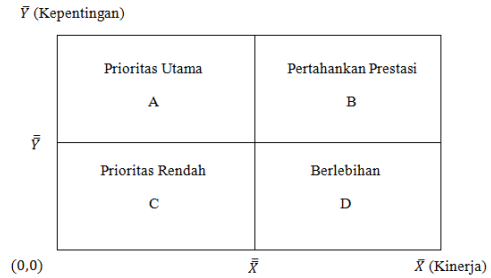 Ȳ (Kepentingan)
Prioritas Utama
Pertahankan Prestasi
A
B
Y̿
Prioritas Rendah
Berlebihan
C
D
(0,0)
X̿
X̄ (Kinerja)